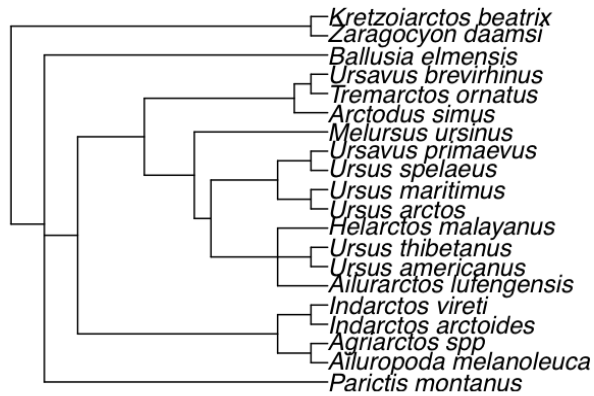 Kretzoiarctos beatrix
Zaragocyon daamsi
Ballusia elmensis
Ursavus brevirhinus
Tremarctos ornatus
Arctodus simus
Melursus ursinus
Ursavus primaevus
Ursus spelaeus
Ursus maritimus
Ursus arctos
Helarctos malayanus
Ursus thibetanus
Ursus americanus
Ailurarctos lufengensis
Indarctos vireti
Indarctos arctoides
Agriarctos spp
Ailuropoda melanoleuca
Parictis montanus